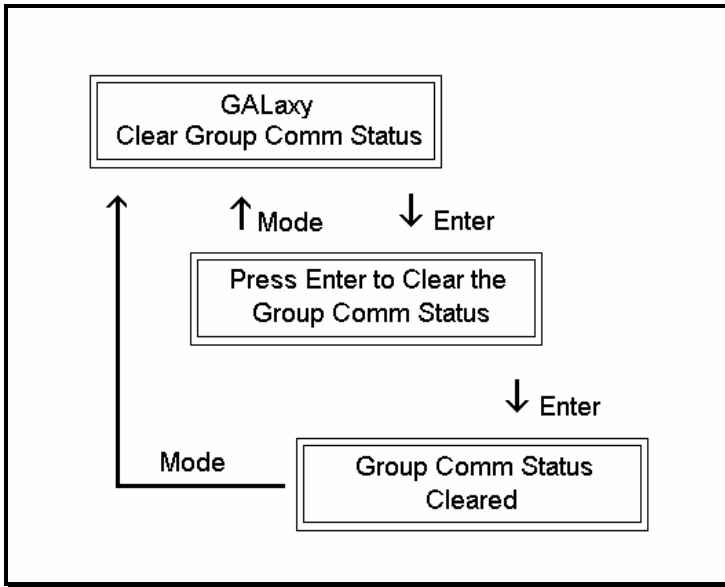 GALaxy
Clear Group Comm Status
Mode
Enter
Press Enter to Clear the
Group Comm Status
Enter
Mode
Group Comm Status
Cleared